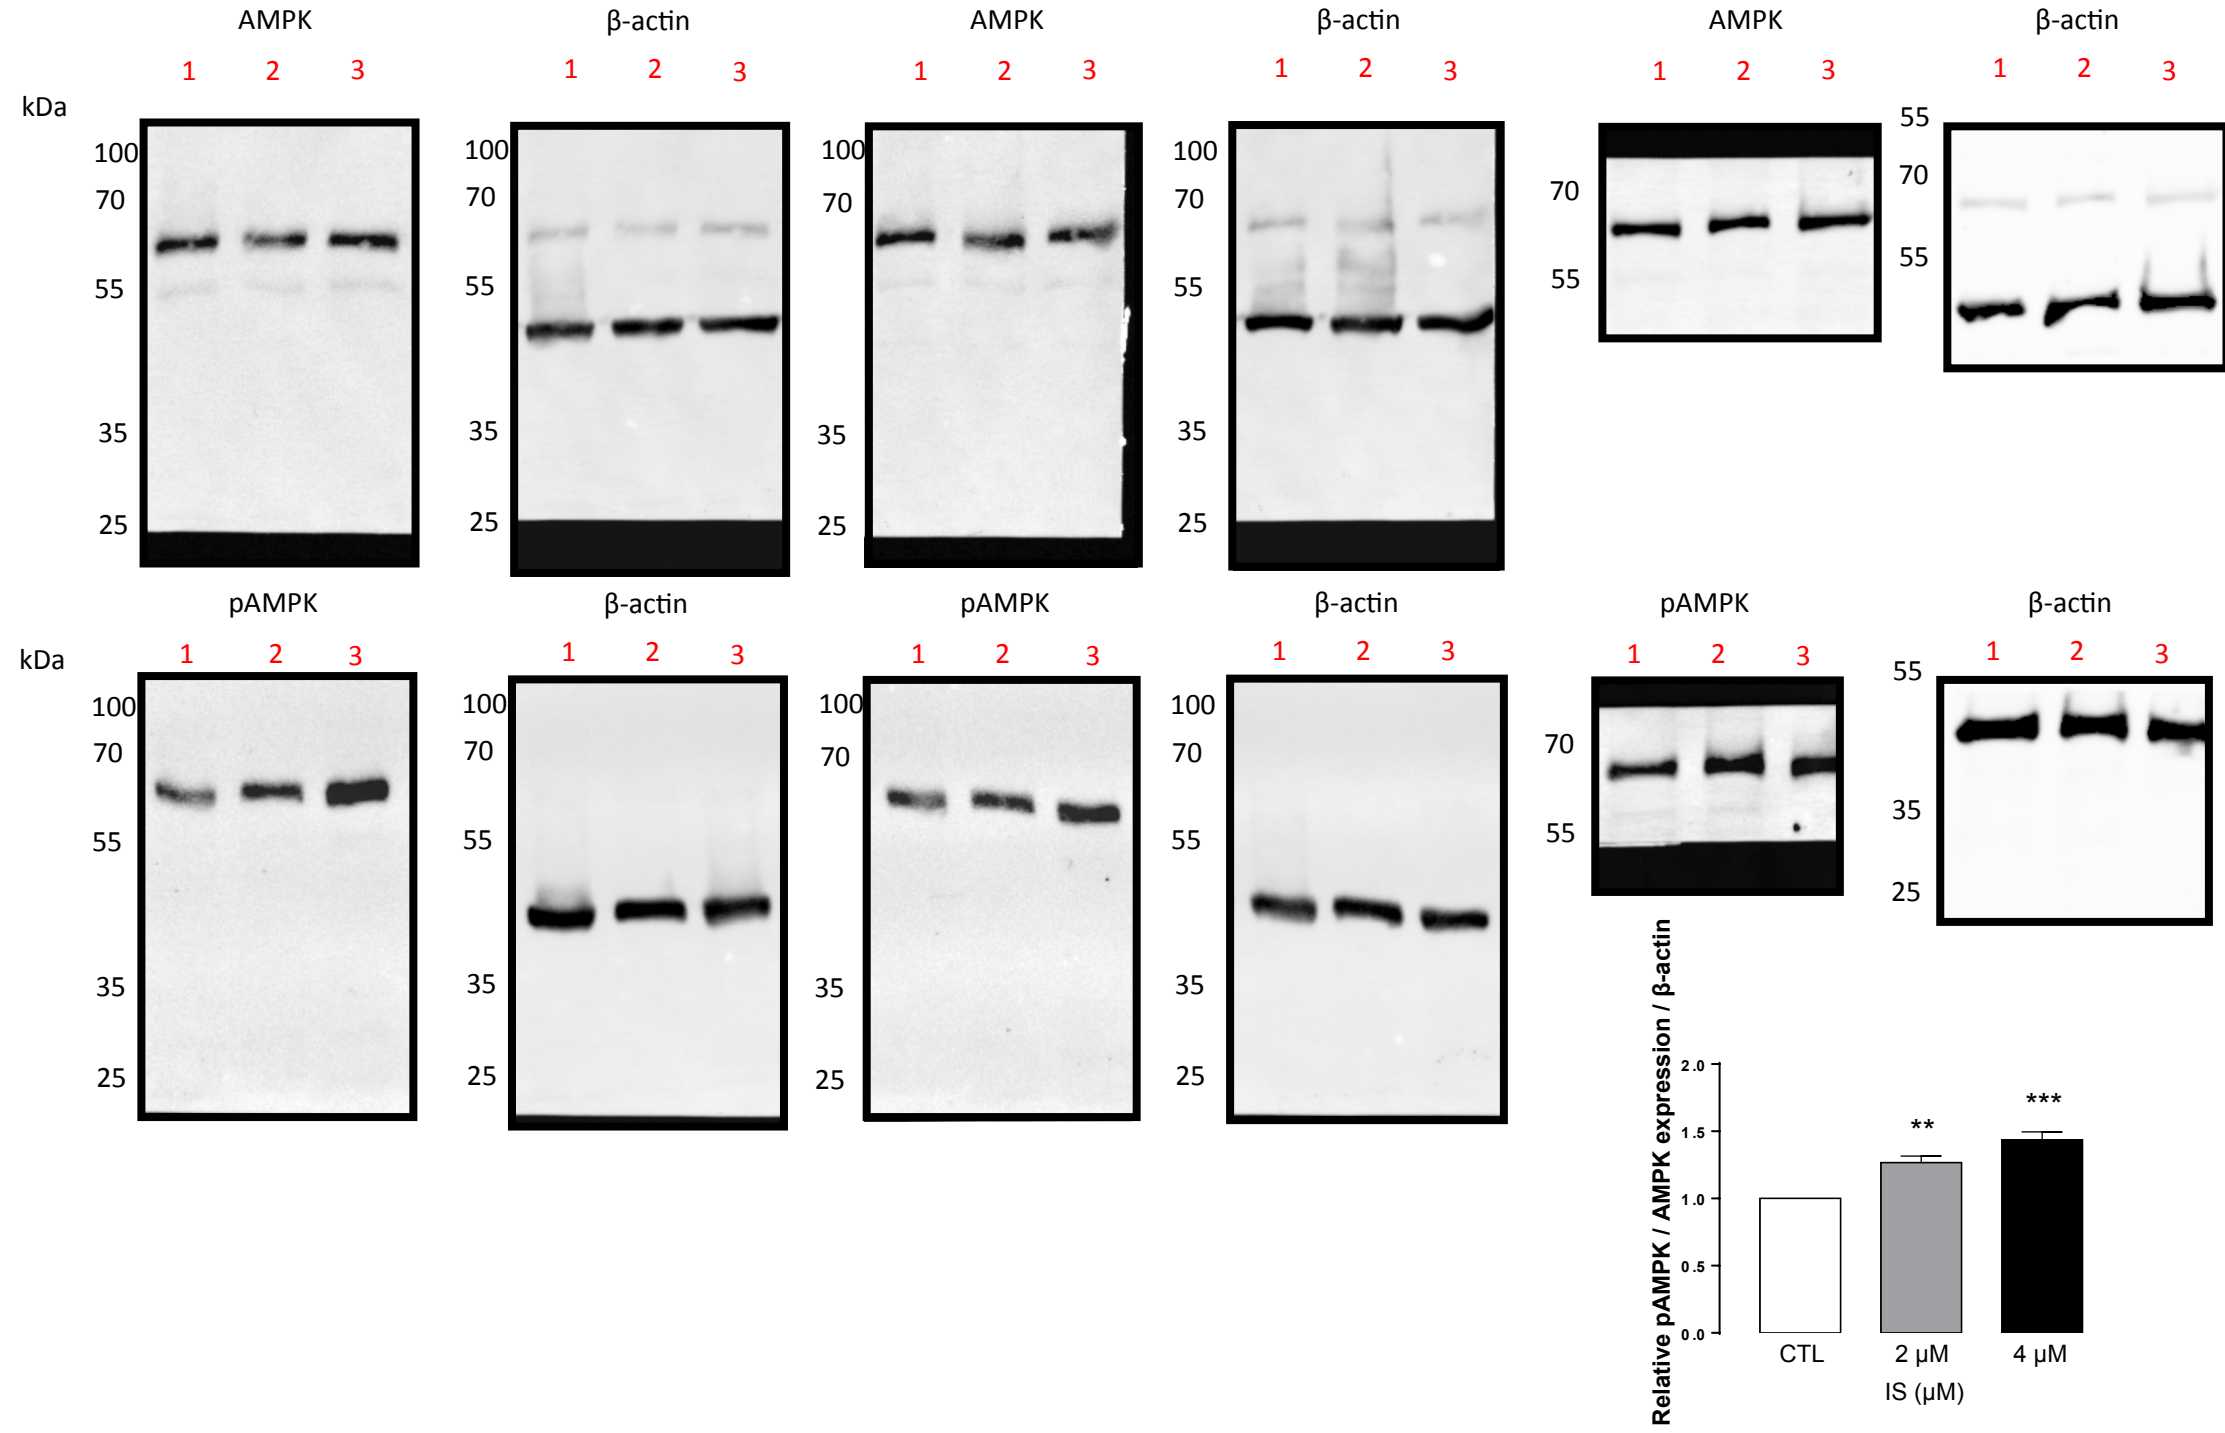 AMPK β-actin AMPK β-actin AMPK β-actin
1 2 3 1 2 3 1 2 3 1 2 3 1 2 3 1 2 3
kDa
100 100 100 100 55
70 70 70 70 70 70
55 55 55 55 55
35 35 35 35
25 25 25 25
pAMPK β-actin pAMPK β-actin pAMPK β-actin
1 2 3 1 2 3 1 2 3 1 2 3 1 2 3 1 2 3
kDa
100 100 100 100 55
70 70 70 70 70
55 55 55 55 35
35 35 35 25
25 25 25
Relative pAMPK / AMPK expression / β-actin
2.0
***
1.5 **
1.0
0.5
0.0
CTL 2 µM 4 µM
IS (µM)